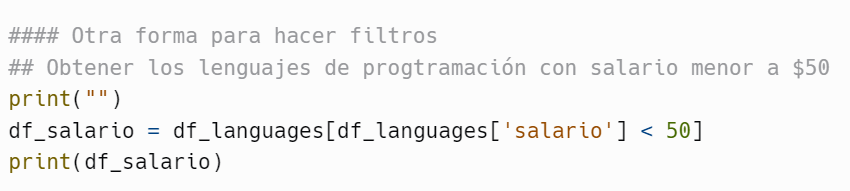 #### Otra forma para hacer filtros
## Obtener los lenguajes de progtramación con salario menor a $50
print("")
df_salario = df_languages[df_languages['salario'] < 50]
print(df_salario)